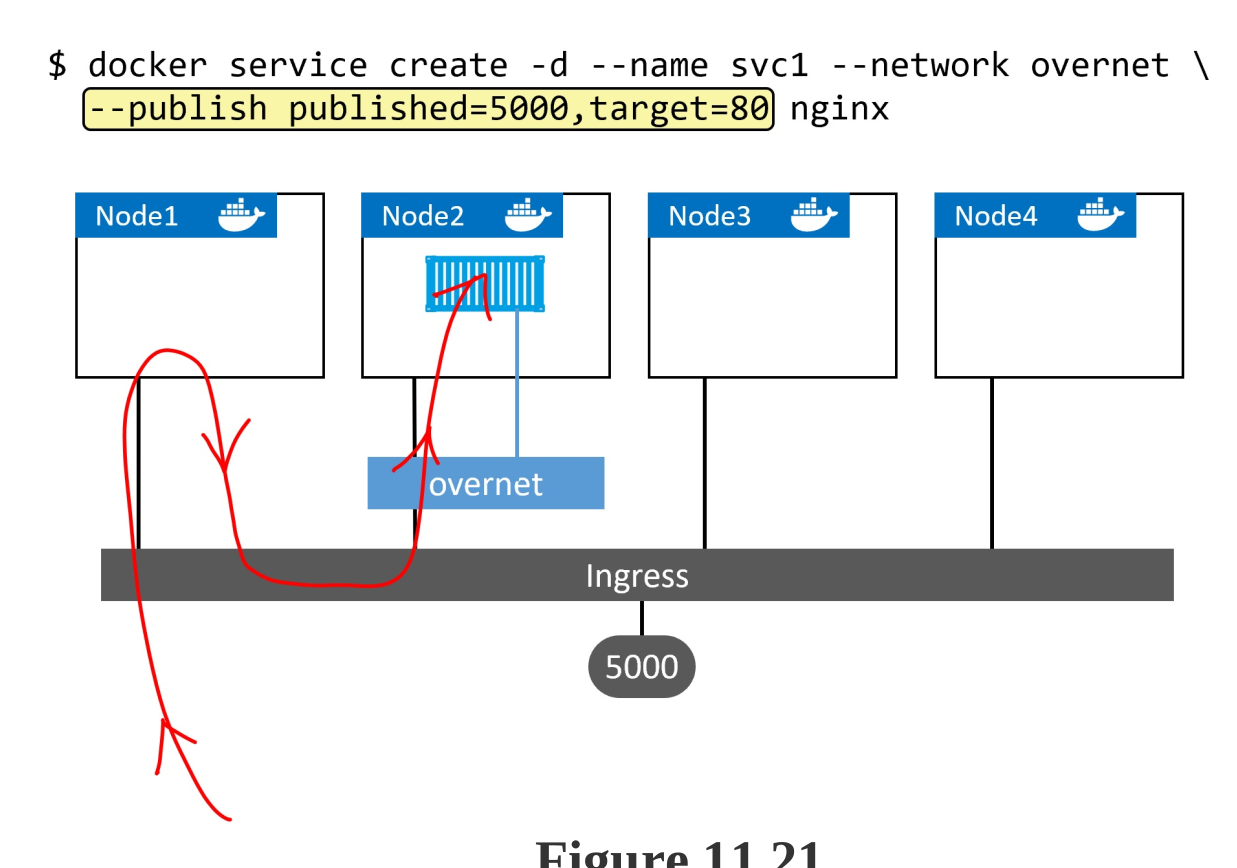 $ docker service create -d --name svc1 --network overnet \
--publish published=5000,target=80 nginx
Node1
Node2
Node3
Node4
overnet
Ingress
5000
Figure 11.21